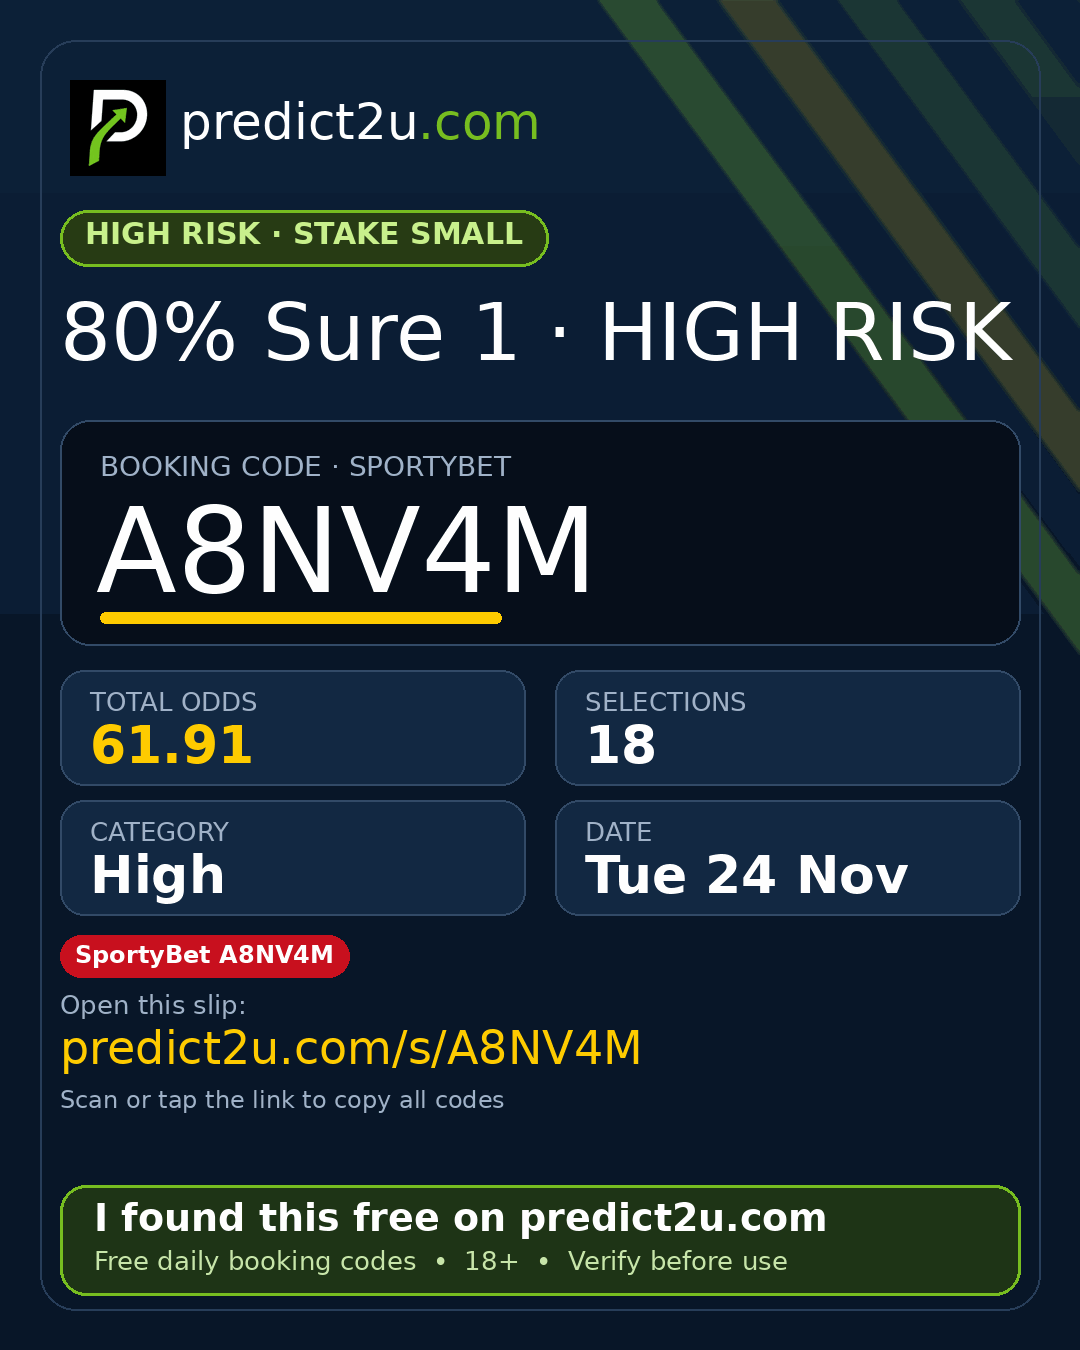 predict2u.com
HIGH RISK · STAKE SMALL
80% Sure 1 · HIGH RISK
BOOKING CODE · SPORTYBET
A8NV4M
TOTAL ODDS
61.91
SELECTIONS
18
CATEGORY
High
DATE
Tue 24 Nov
SportyBet A8NV4M
Open this slip:
predict2u.com/s/A8NV4M
Scan or tap the link to copy all codes
I found this free on predict2u.com
Free daily booking codes • 18+ • Verify before use